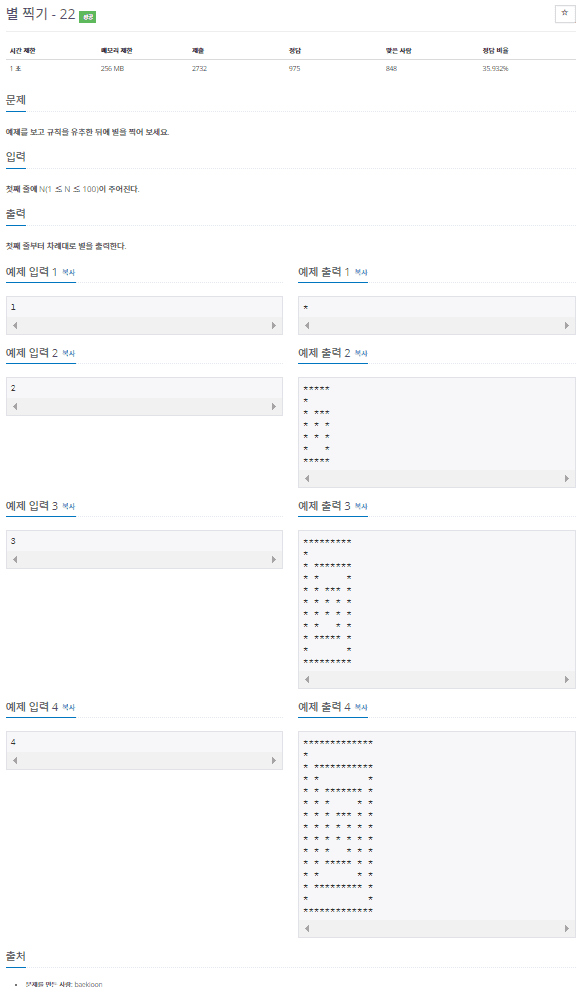 별 찍기 - 22 성공
☆
시간 제한 메모리 제한 제출 정답 맞은 사람 정답 비율
1 초 256 MB 2732 975 848 35.932%
문제
예제를 보고 규칙을 유추한 뒤에 별을 찍어 보세요.
입력
첫째 줄에 N(1 ≤ N ≤ 100)이 주어진다.
출력
첫째 줄부터 차례대로 별을 출력한다.
예제 입력 1 복사
1
예제 출력 1 복사
*
예제 입력 2 복사
2
예제 출력 2 복사
*****
*
* ***
* * *
* * *
*   *
*****
예제 입력 3 복사
3
예제 출력 3 복사
*********
*
* *******
* *     *
* * *** *
* * * * *
* * * * *
* *   * *
* ***** *
*       *
*********
예제 입력 4 복사
4
예제 출력 4 복사
*************
*
* ***********
* *         *
* * ******* *
* * *     * *
* * * *** * *
* * * * * * *
* * * * * * *
* * *   * * *
* * ***** * *
* *       * *
* ********* *
*           *
*************
출처
문제를 만든 사람: baekjoon